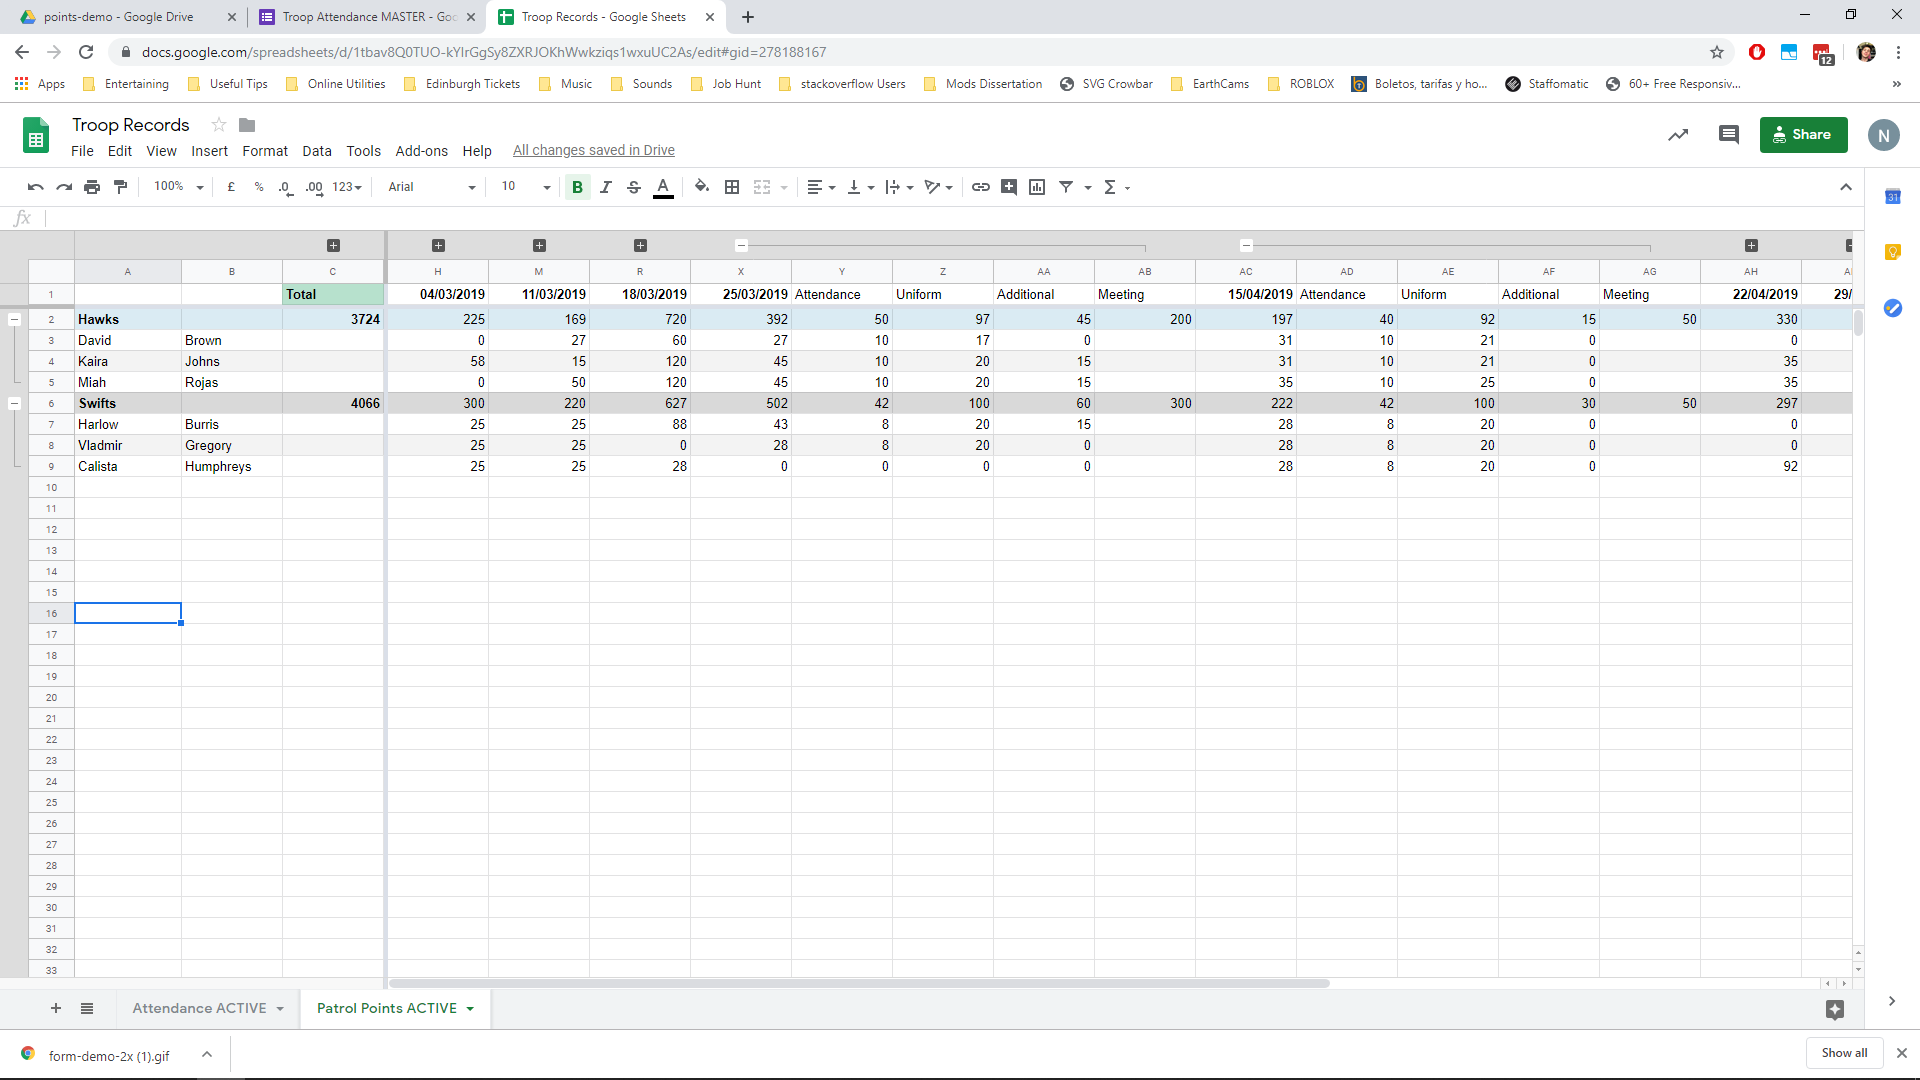 points-demo - Google Drive
Troop Attendance MASTER - Goo
Troop Records - Google Sheets
docs.google.com/spreadsheets/d/1tbav8Q0TUO-kYIrGgSy8ZXRJOKhWwkziqs1wxuUC2As/edit#gid=278188167
12
Apps Entertaining Useful Tips Online Utilities Edinburgh Tickets Music Sounds Job Hunt stackoverflow Users Mods Dissertation SVG Crowbar EarthCams ROBLOX Boletos, tarifas y ho... Staffomatic 60+ Free Responsiv... »
Troop Records
Share
N
File Edit View Insert Format Data Tools Add-ons Help All changes saved in Drive
100% £ % .0 .00 123 Arial 10 B I S A Σ
31
fx
A B C H M R X Y Z AA AB AC AD AE AF AG AH
1 Total 04/03/2019 11/03/2019 18/03/2019 25/03/2019 Attendance Uniform Additional Meeting 15/04/2019 Attendance Uniform Additional Meeting 22/04/2019 29/
2 Hawks 3724 225 169 720 392 50 97 45 200 197 40 92 15 50 330
3 David Brown 0 27 60 27 10 17 0 31 10 21 0 0
4 Kaira Johns 58 15 120 45 10 20 15 31 10 21 0 35
5 Miah Rojas 0 50 120 45 10 20 15 35 10 25 0 35
6 Swifts 4066 300 220 627 502 42 100 60 300 222 42 100 30 50 297
7 Harlow Burris 25 25 88 43 8 20 15 28 8 20 0 0
8 Vladmir Gregory 25 25 0 28 8 20 0 28 8 20 0 0
9 Calista Humphreys 25 25 28 0 0 0 0 28 8 20 0 92
10
11
12
13
14
15
16
17
18
19
20
21
22
23
24
25
26
27
28
29
30
31
32
33
Attendance ACTIVE Patrol Points ACTIVE
form-demo-2x (1).gif
Show all